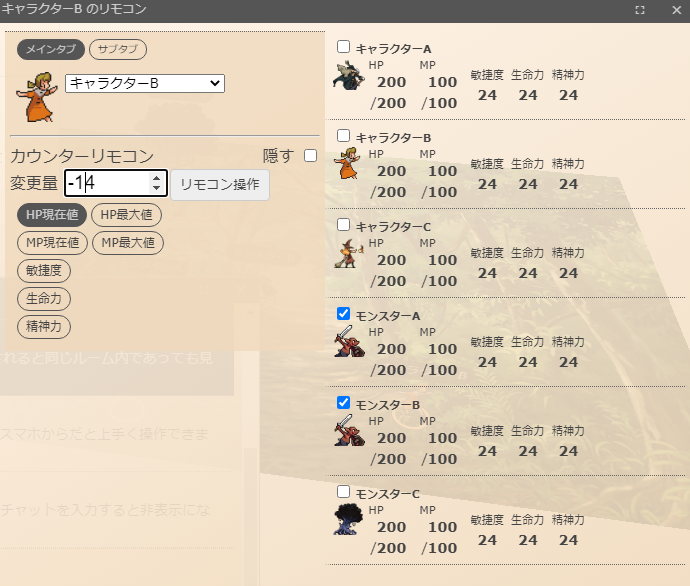 キャラクターB のリモコン
メインタブ サブタブ
キャラクターB
カウンターリモコン 隠す
変更量 -14 リモコン操作
HP現在値 HP最大値
MP現在値 MP最大値
敏捷度
生命力
精神力
れると同じルーム内であっても見
スマホからだと上手く操作できま
チャットを入力すると非表示にな
キャラクターA
HP MP 敏捷度 生命力 精神力
200 100 24 24 24
/200 /100
キャラクターB
HP MP 敏捷度 生命力 精神力
200 100 24 24 24
/200 /100
キャラクターC
HP MP 敏捷度 生命力 精神力
200 100 24 24 24
/200 /100
モンスターA
HP MP 敏捷度 生命力 精神力
200 100 24 24 24
/200 /100
モンスターB
HP MP 敏捷度 生命力 精神力
200 100 24 24 24
/200 /100
モンスターC
HP MP 敏捷度 生命力 精神力
200 100 24 24 24
/200 /100